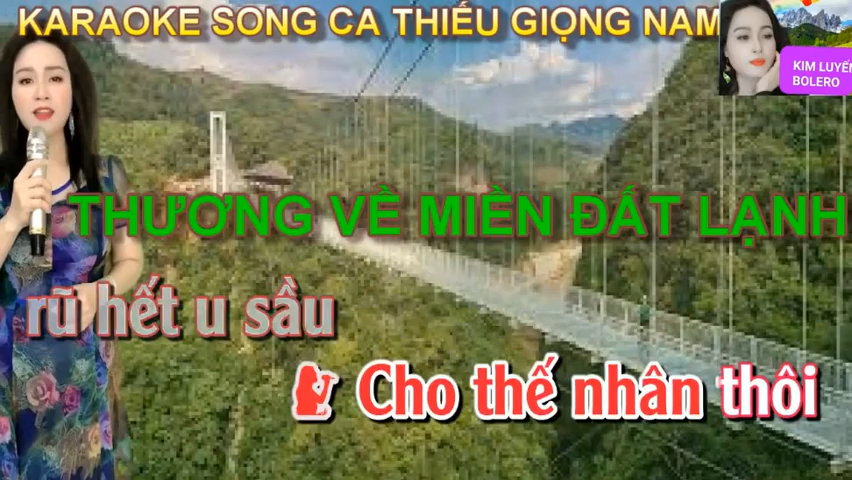 KARAOKE SONG CA THIẾU GIỌNG NAM
KIM LUYẾN
BOLERO
THƯƠNG VỀ MIỀN ĐẤT LẠNH
rũ hết u sầu
Cho thế nhân thôi